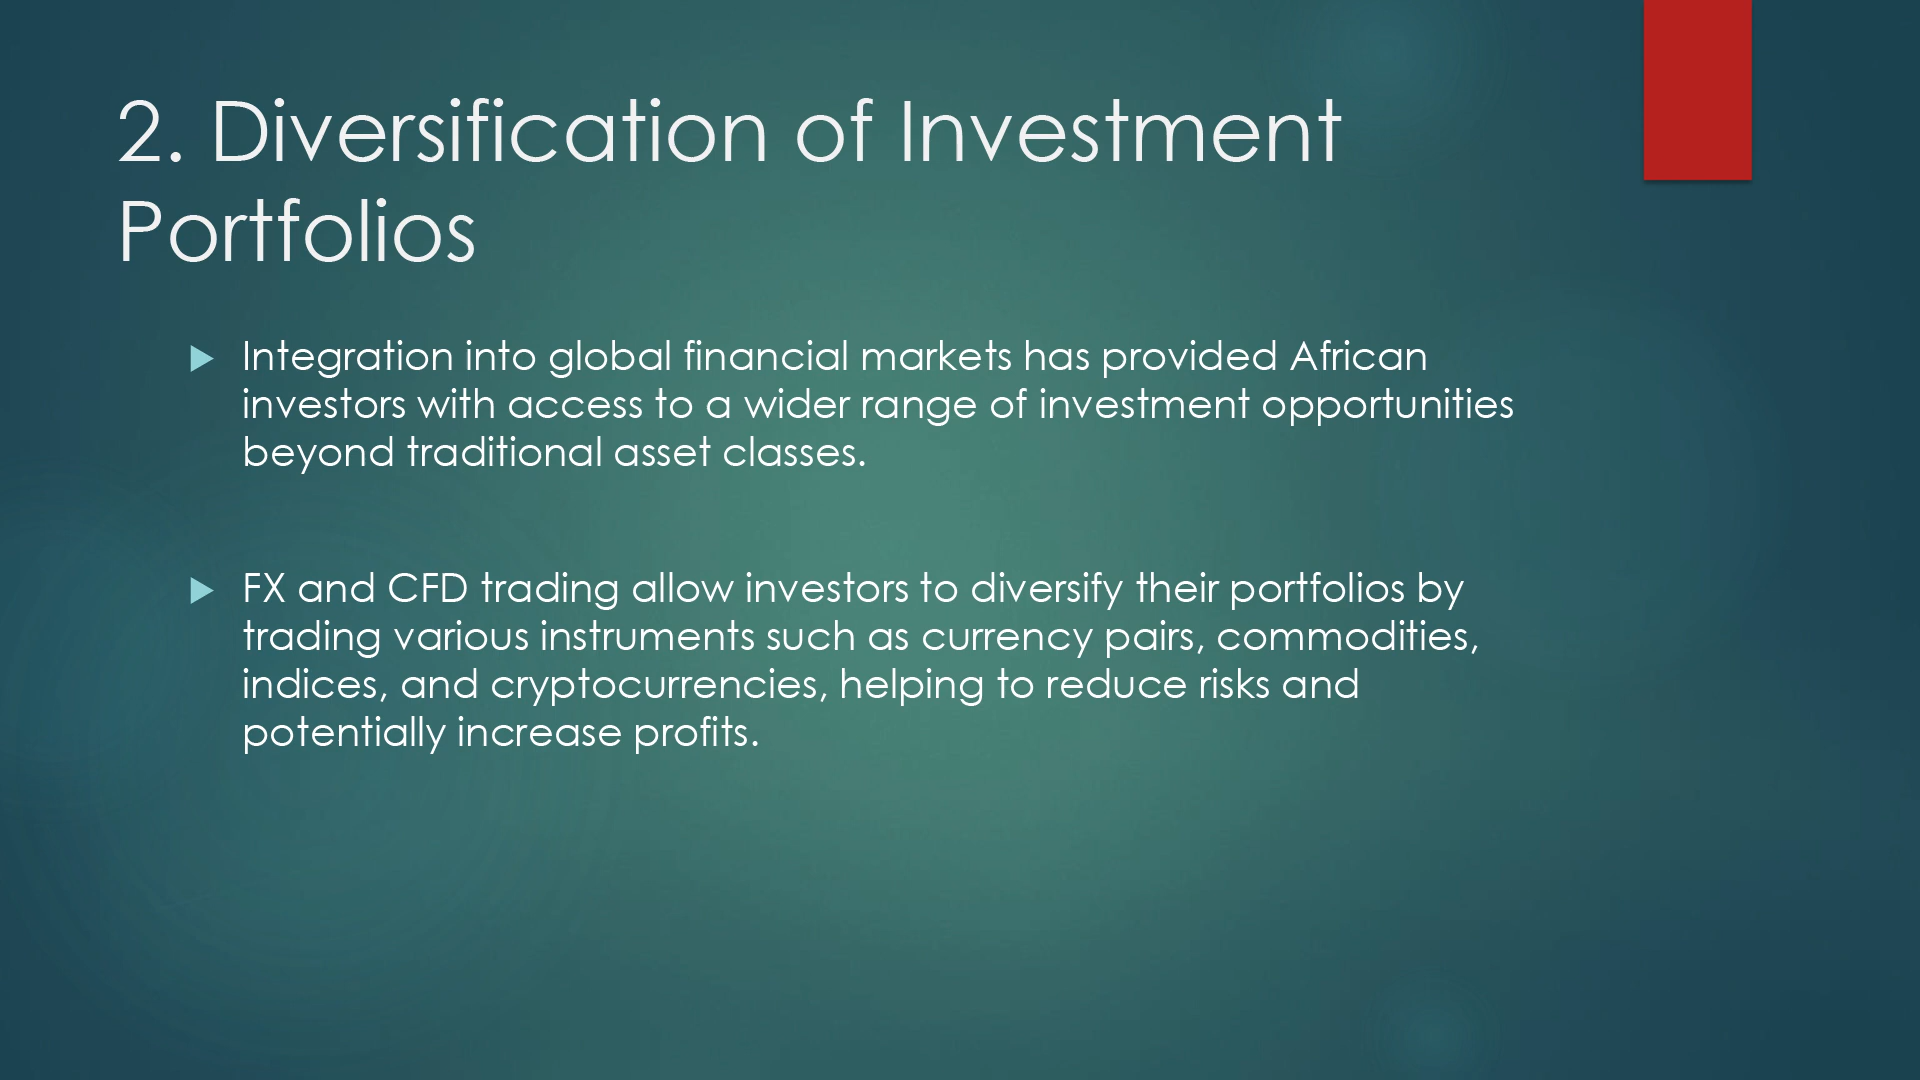 2. Diversification of Investment
Portfolios
Integration into global financial markets has provided African
investors with access to a wider range of investment opportunities
beyond traditional asset classes.
FX and CFD trading allow investors to diversify their portfolios by
trading various instruments such as currency pairs, commodities,
indices, and cryptocurrencies, helping to reduce risks and
potentially increase profits.